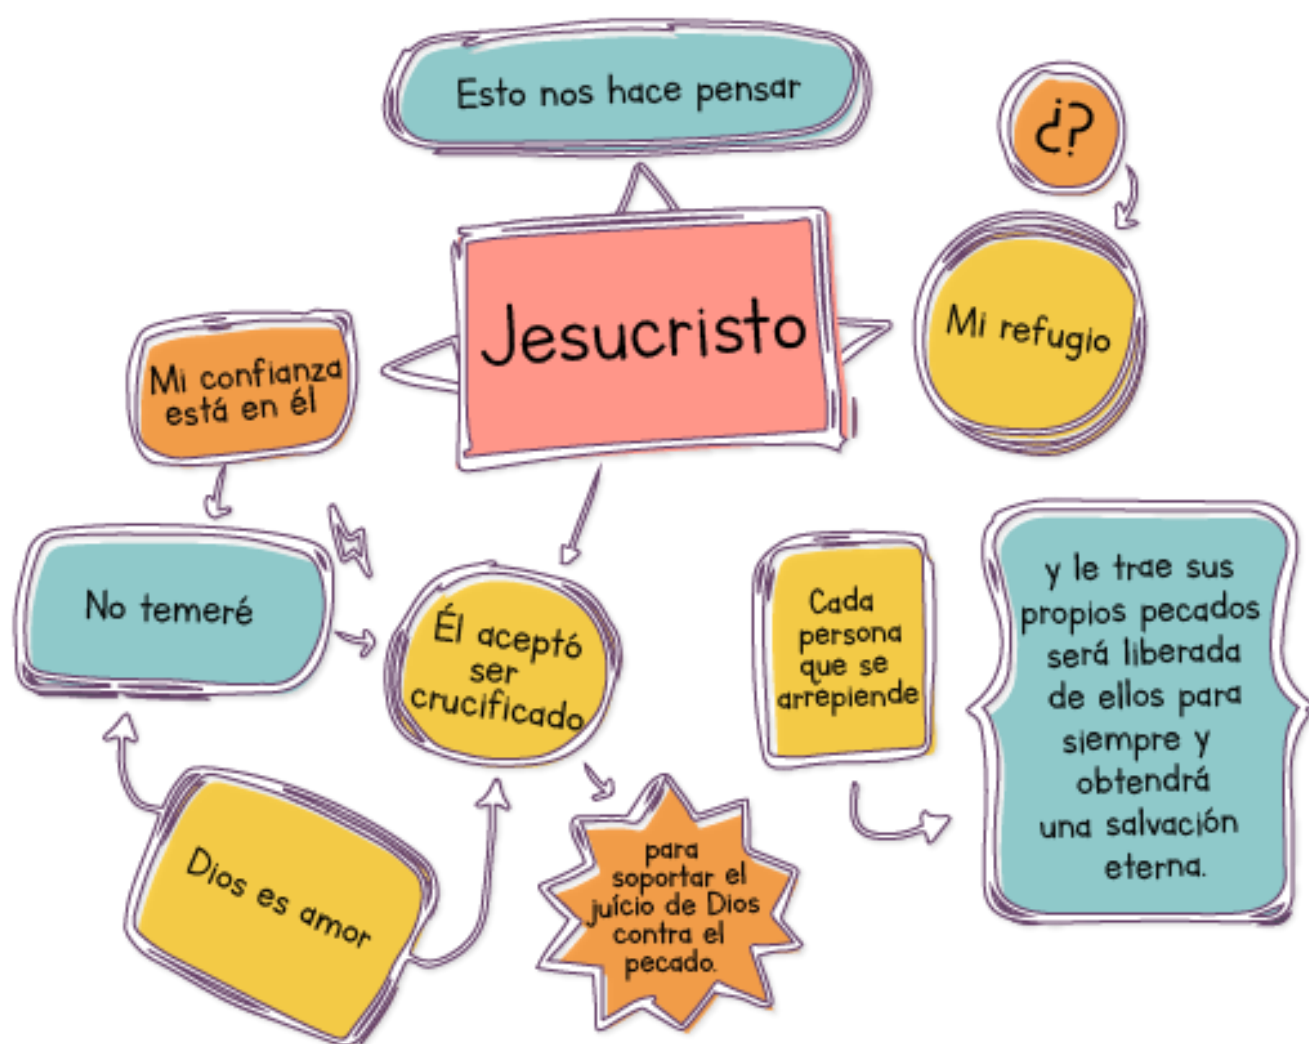 Esto nos hace pensar
¿?
Jesucristo
Mi refugio
Mi confianza
está en él
No temeré
Él aceptó
ser
crucificado
Dios es amor
para
soportar el
juício de Dios
contra el
pecado.
Cada
persona
que se
arrepiende
y le trae sus
propios pecados
será liberada
de ellos para
siempre y
obtendrá
una salvación
eterna.